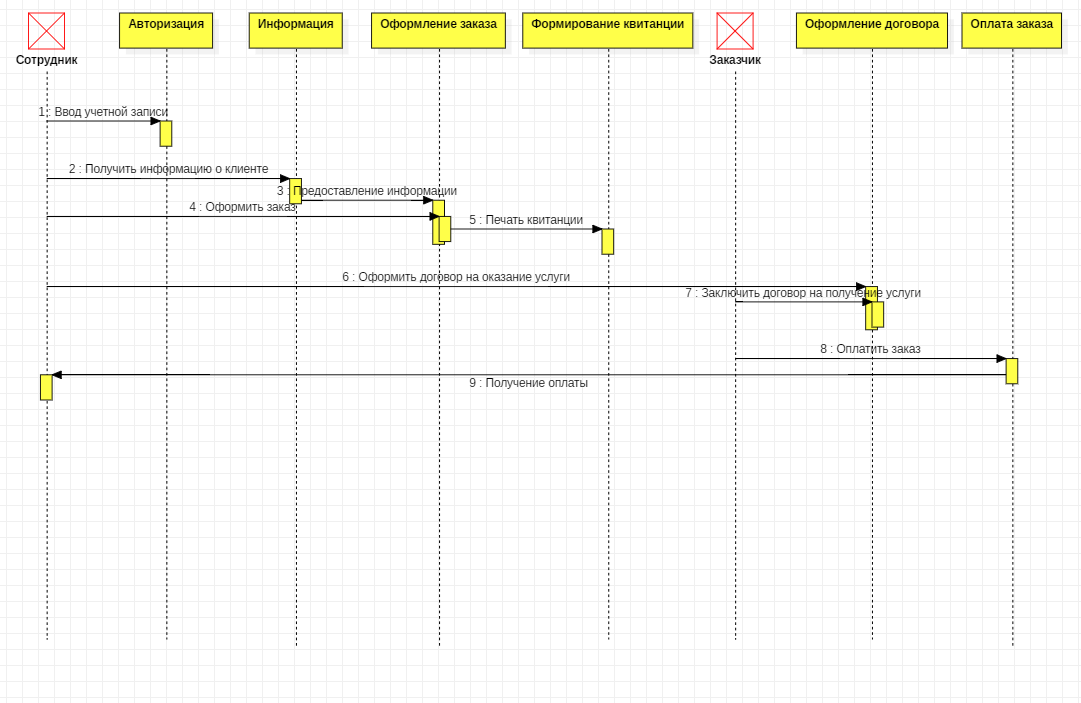 Авторизация
Информация
Оформление заказа
Формирование квитанции
Оформление договора
Оплата заказа
Сотрудник
Заказчик
1 : Ввод учетной записи
2 : Получить информацию о клиенте
3 : Предоставление информации
4 : Оформить заказ
5 : Печать квитанции
6 : Оформить договор на оказание услуги
7 : Заключить договор на получение услуги
8 : Оплатить заказ
9 : Получение оплаты